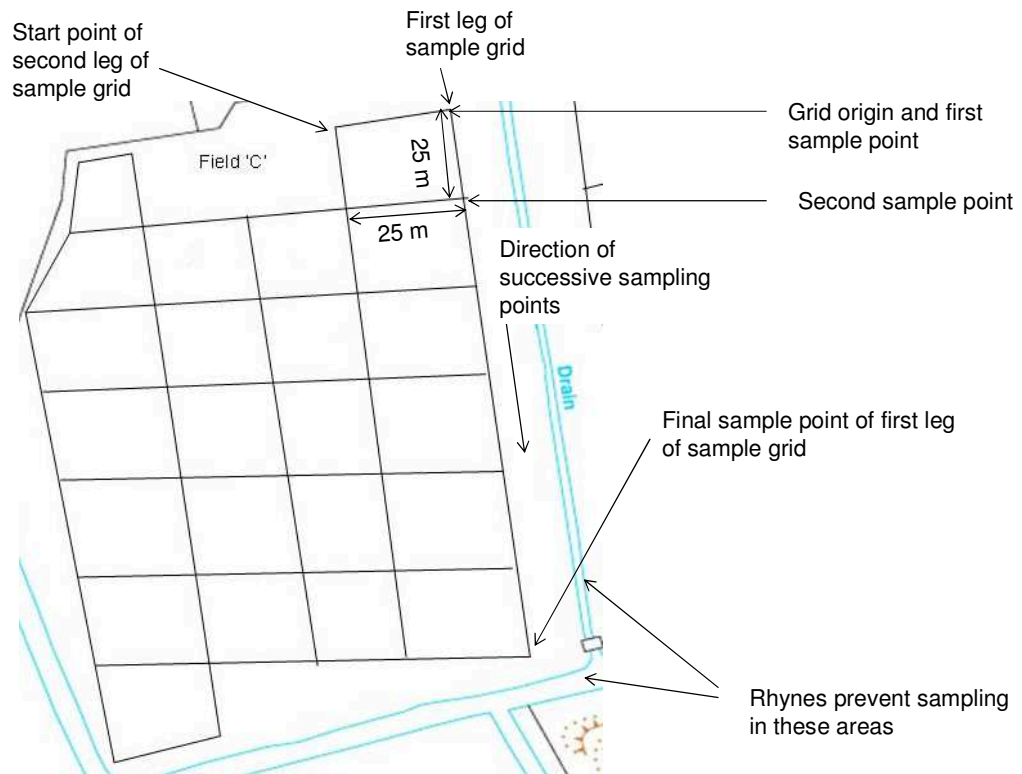 First leg of
sample grid
Start point of
second leg of
sample grid
Grid origin and first
sample point
Field 'C'
25 m
Second sample point
25 m
Direction of
successive sampling
points
Drain
Final sample point of first leg
of sample grid
Rhynes prevent sampling
in these areas